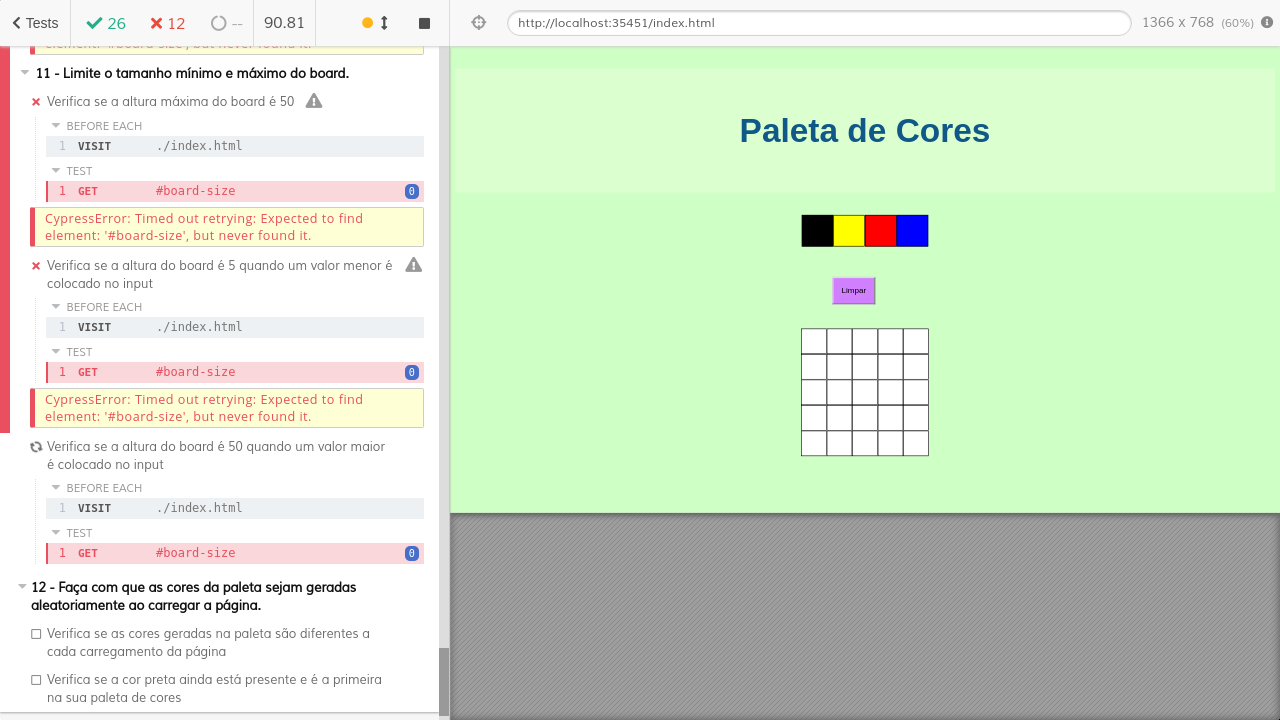 Tests
26
12
--
90.81
http://localhost:35451/index.html
1366 x 768 (60%)
element: '#board-size', but never found it.
11 - Limite o tamanho mínimo e máximo do board.
Verifica se a altura máxima do board é 50
BEFORE EACH
1 VISIT ./index.html
TEST
1 GET #board-size 0
CypressError: Timed out retrying: Expected to find
element: '#board-size', but never found it.
Verifica se a altura do board é 5 quando um valor menor é
colocado no input
BEFORE EACH
1 VISIT ./index.html
TEST
1 GET #board-size 0
CypressError: Timed out retrying: Expected to find
element: '#board-size', but never found it.
Verifica se a altura do board é 50 quando um valor maior
é colocado no input
BEFORE EACH
1 VISIT ./index.html
TEST
1 GET #board-size 0
12 - Faça com que as cores da paleta sejam geradas
aleatoriamente ao carregar a página.
Verifica se as cores geradas na paleta são diferentes a
cada carregamento da página
Verifica se a cor preta ainda está presente e é a primeira
na sua paleta de cores
Paleta de Cores
Limpar